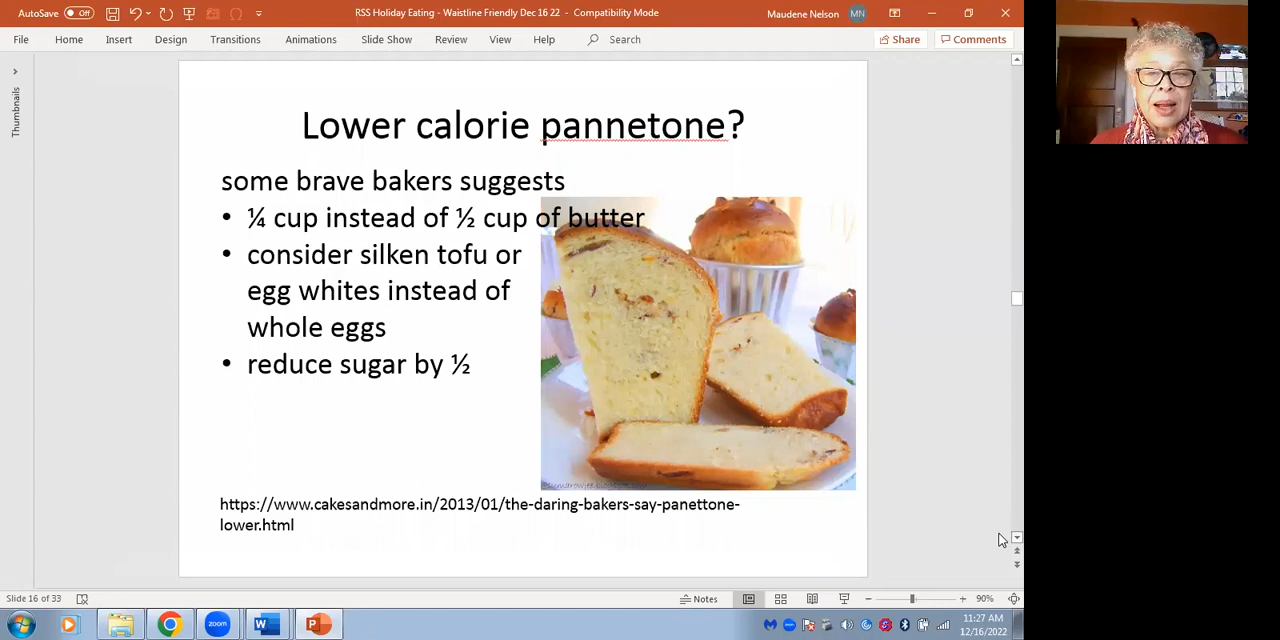 AutoSave Off
RSS Holiday Eating - Waistline Friendly Dec 16 22 - Compatibility Mode
Maudene Nelson MN
File Home Insert Design Transitions Animations Slide Show Review View Help Search Share Comments
Thumbnails
Lower calorie pannetone?
some brave bakers suggests
• ¼ cup instead of ½ cup of butter
• consider silken tofu or
egg whites instead of
whole eggs
• reduce sugar by ½
https://www.cakesandmore.in/2013/01/the-daring-bakers-say-panettone-
lower.html
Slide 16 of 33
Notes
90%
zoom
11:27 AM
12/16/2022